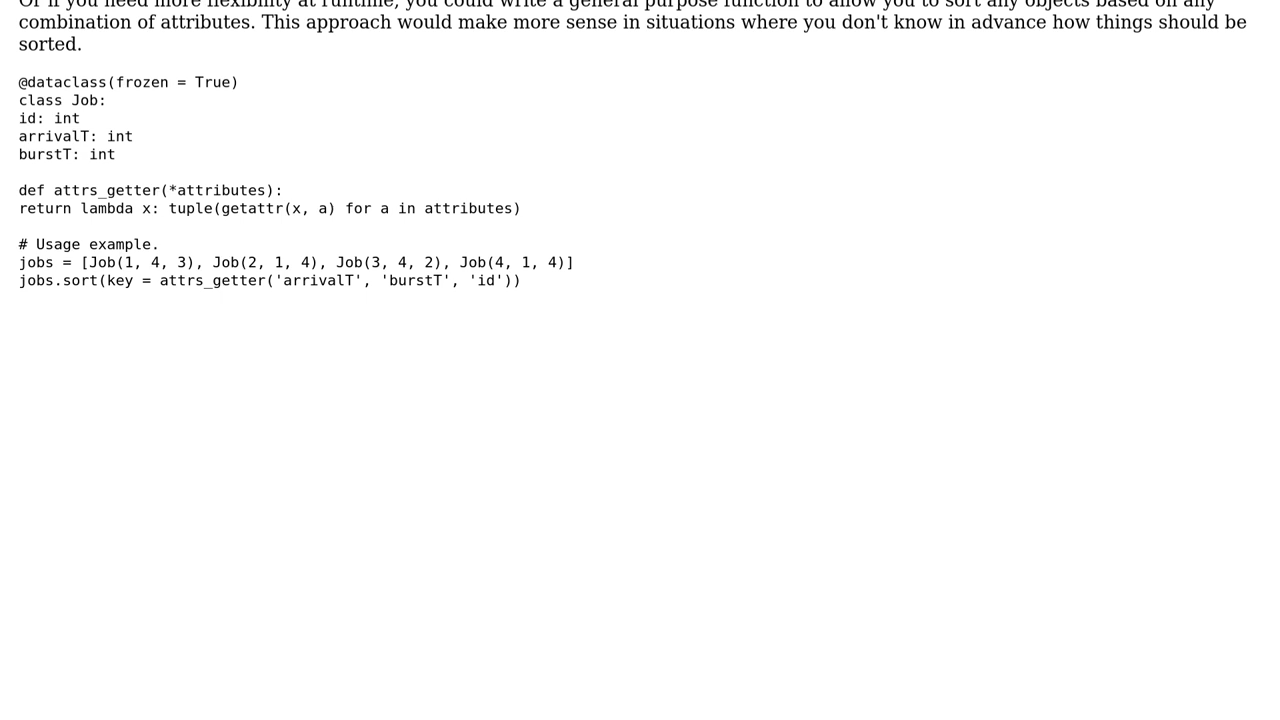 Or if you need more flexibility at runtime, you could write a general purpose function to allow you to sort any objects based on any
combination of attributes. This approach would make more sense in situations where you don't know in advance how things should be
sorted.
@dataclass(frozen = True)
class Job:
id: int
arrivalT: int
burstT: int
def attrs_getter(*attributes):
return lambda x: tuple(getattr(x, a) for a in attributes)
# Usage example.
jobs = [Job(1, 4, 3), Job(2, 1, 4), Job(3, 4, 2), Job(4, 1, 4)]
jobs.sort(key = attrs_getter('arrivalT', 'burstT', 'id'))